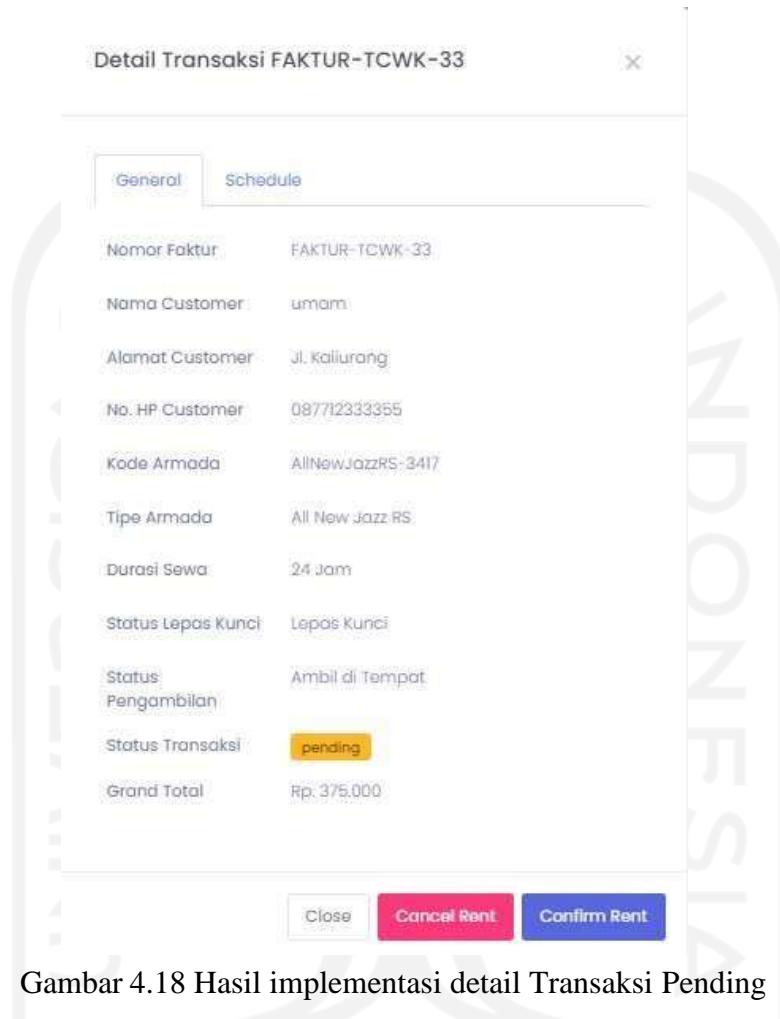 Detail Transaksi FAKTUR-TCWK-33 ×
General Schedule
Nomor Faktur FAKTUR-TCWK-33
Nama Customer umam
Alamat Customer Jl. Kaliurang
No. HP Customer 087712333355
Kode Armada AllNewJazzRS-3417
Tipe Armada All New Jazz RS
Durasi Sewa 24 Jam
Status Lepas Kunci Lepas Kunci
Status Ambil di Tempat
Pengambilan
Status Transaksi pending
Grand Total Rp. 375.000
Close Cancel Rent Confirm Rent
Gambar 4.18 Hasil implementasi detail Transaksi Pending